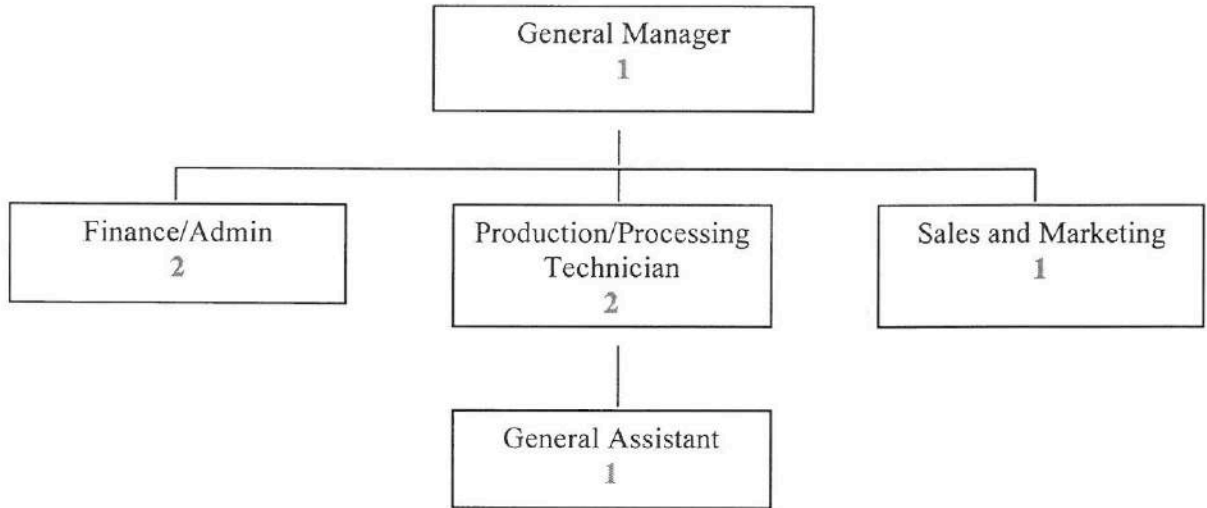 General Manager
1
Finance/Admin
2
Production/Processing
Technician
2
Sales and Marketing
1
General Assistant
1